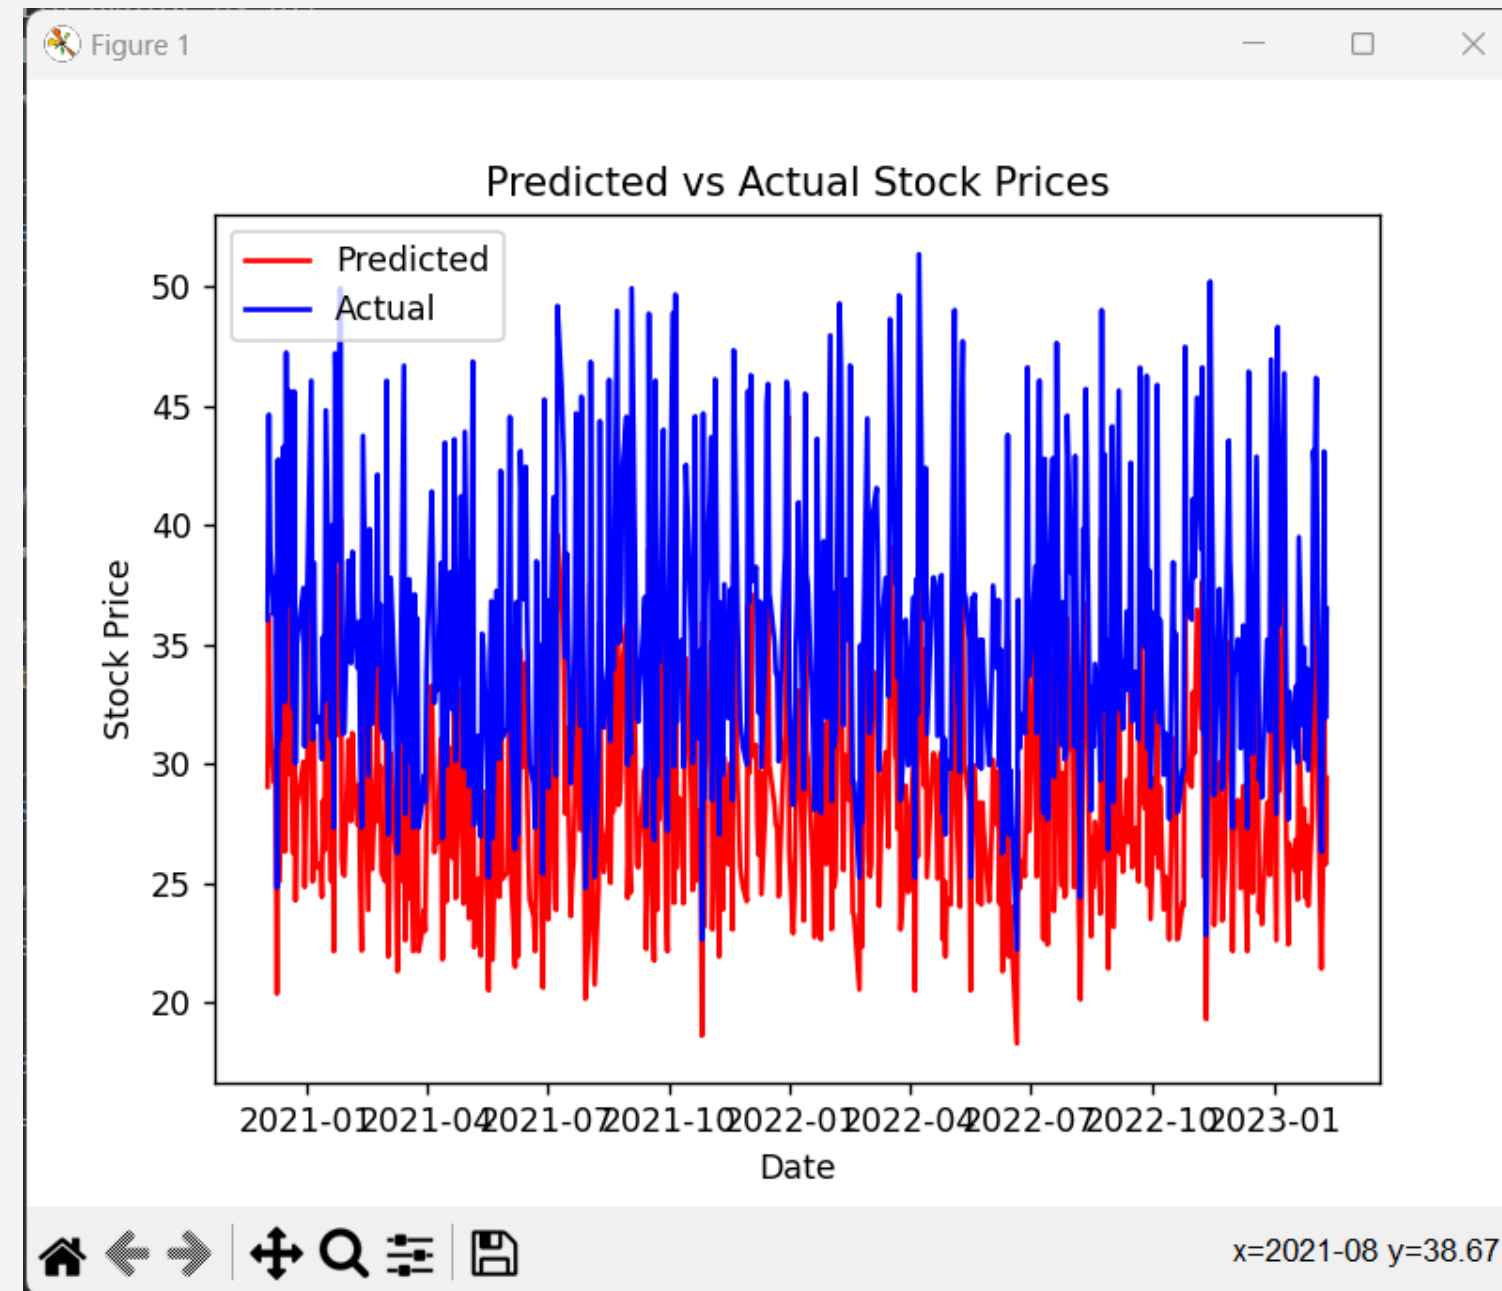 Figure 1
Predicted vs Actual Stock Prices
Predicted
Actual
50
45
40
35
30
25
20
Stock Price
2021-01 2021-04 2021-07 2021-10 2022-01 2022-04 2022-07 2022-10 2023-01
Date
x=2021-08 y=38.67